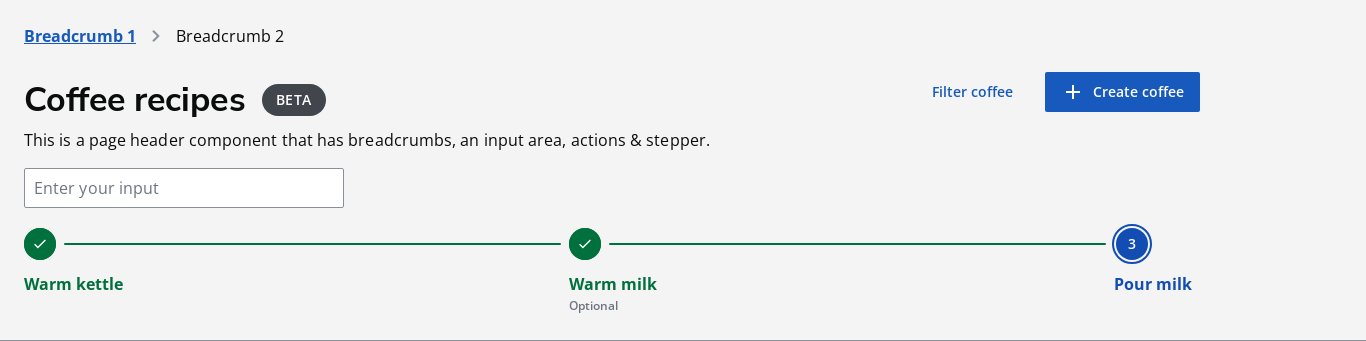 Breadcrumb 1 Breadcrumb 2
Coffee recipes BETA
Filter coffee Create coffee
This is a page header component that has breadcrumbs, an input area, actions & stepper.
Enter your input
3
Warm kettle Warm milk Pour milk
Optional